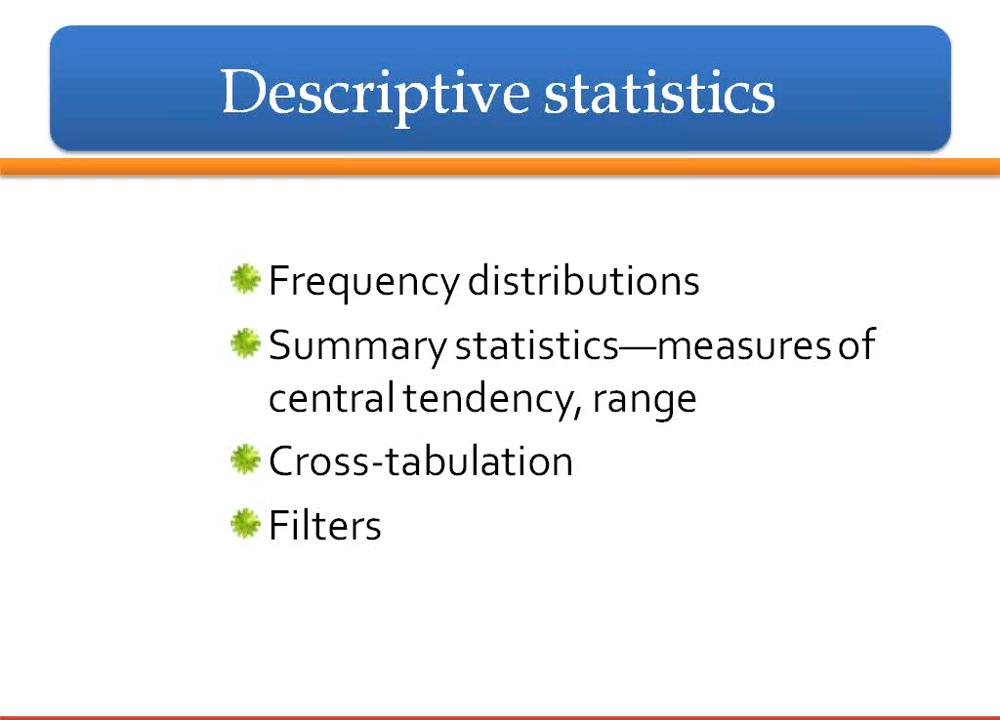 Descriptive statistics
Frequency distributions
Summary statistics—measures of
central tendency, range
Cross-tabulation
Filters